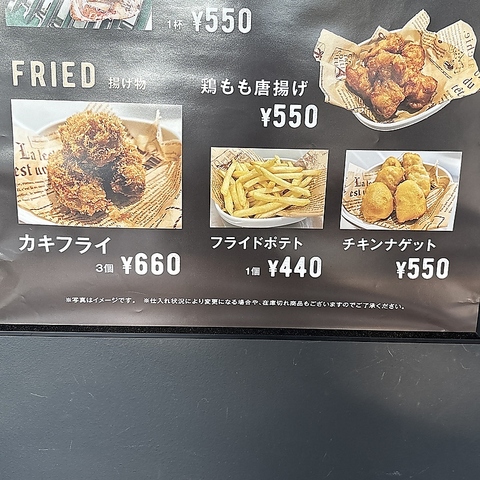 1杯 ¥550
FRIED 揚げ物
鶏もも唐揚げ
¥550
カキフライ
3個 ¥660
フライドポテト
1個 ¥440
チキンナゲット
¥550
※写真はイメージです。 ※仕入れ状況により変更になる場合や、在庫切れ商品もございますのでご了承ください。